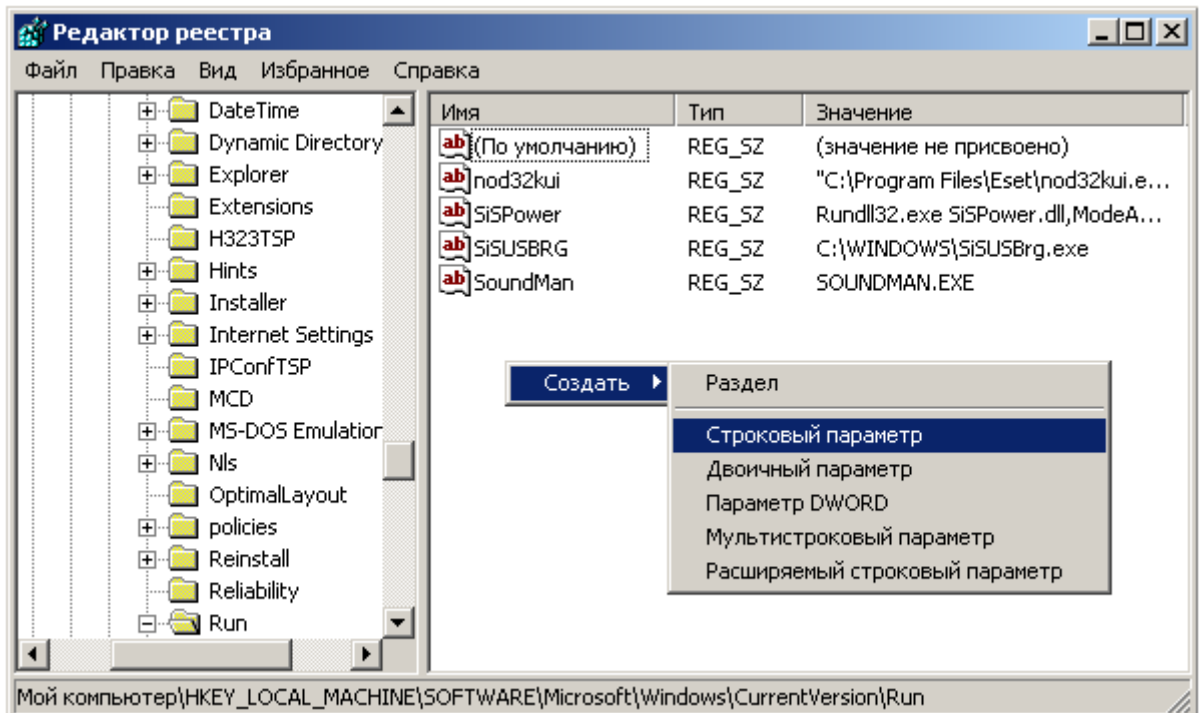 Редактор реестра
Файл Правка Вид Избранное Справка
DateTime
Dynamic Directory
Explorer
Extensions
H323TSP
Hints
Installer
Internet Settings
IPConfTSP
MCD
MS-DOS Emulation
Nls
OptimalLayout
policies
Reinstall
Reliability
Run
Имя Тип Значение
(По умолчанию) REG_SZ (значение не присвоено)
nod32kui REG_SZ "C:\Program Files\Eset\nod32kui.e...
SiSPower REG_SZ Rundll32.exe SiSPower.dll,ModeA...
SiSUSBRG REG_SZ C:\WINDOWS\SiSUSBrg.exe
SoundMan REG_SZ SOUNDMAN.EXE
Создать
Раздел
Строковый параметр
Двоичный параметр
Параметр DWORD
Мультистроковый параметр
Расширяемый строковый параметр
Мой компьютер\HKEY_LOCAL_MACHINE\SOFTWARE\Microsoft\Windows\CurrentVersion\Run